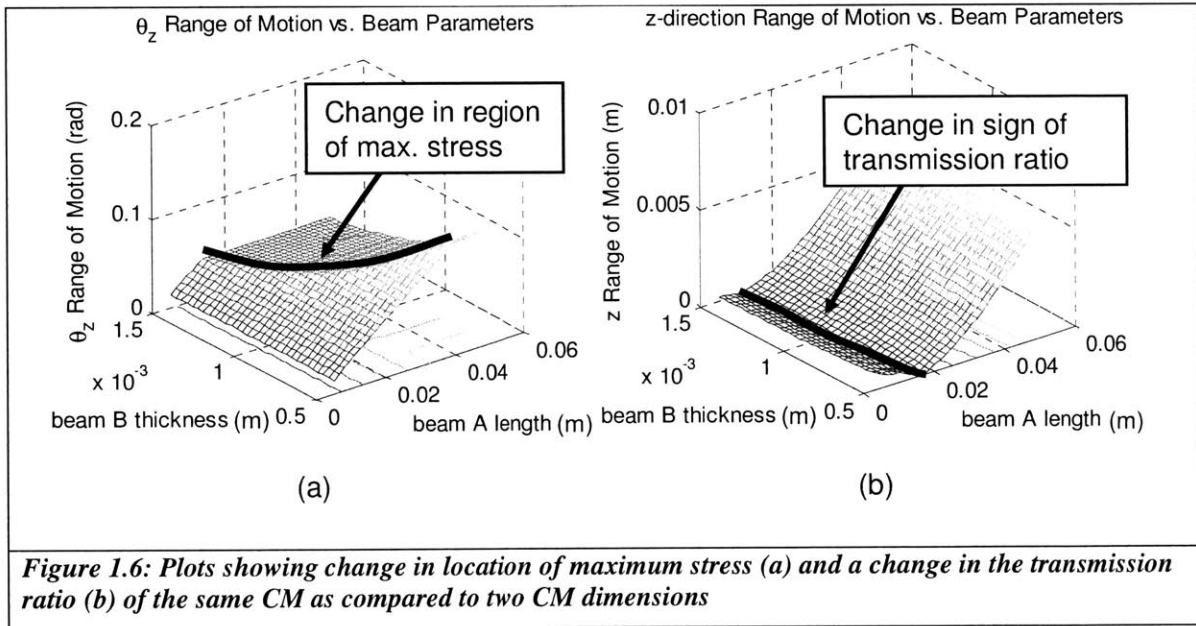 θz Range of Motion vs. Beam Parameters
Change in region
of max. stress
θz Range of Motion (rad)
0.2
0.1
0
1.5
1
0.5
x 10-3
beam B thickness (m)
0
0.02
0.04
0.06
beam A length (m)
(a)
z-direction Range of Motion vs. Beam Parameters
Change in sign of
transmission ratio
z Range of Motion (m)
0.01
0.005
0
1.5
1
0.5
x 10-3
beam B thickness (m)
0
0.02
0.04
0.06
beam A length (m)
(b)
Figure 1.6: Plots showing change in location of maximum stress (a) and a change in the transmission
ratio (b) of the same CM as compared to two CM dimensions